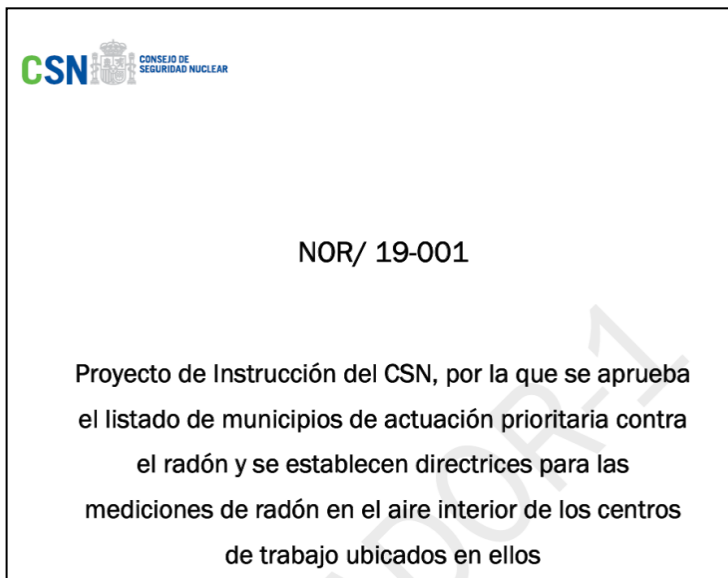 CSN
CONSEJO DE
SEGURIDAD NUCLEAR
NOR/ 19-001
Proyecto de Instrucción del CSN, por la que se aprueba
el listado de municipios de actuación prioritaria contra
el radón y se establecen directrices para las
mediciones de radón en el aire interior de los centros
de trabajo ubicados en ellos
ADOR-1